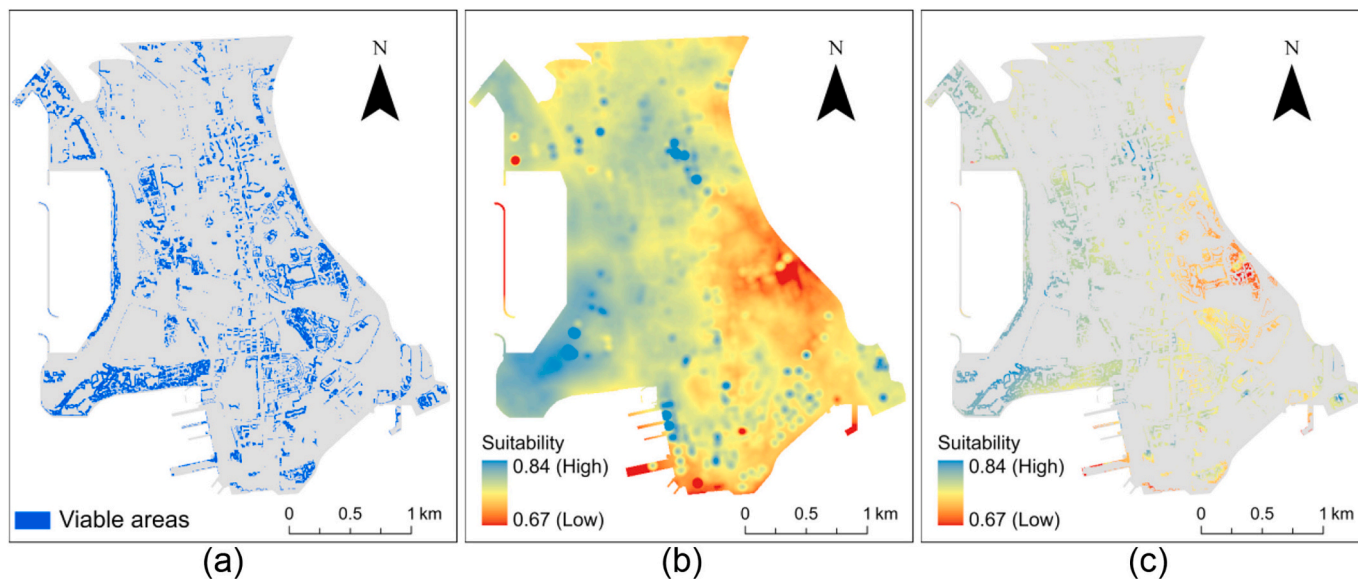 N
Viable areas
0 0.5 1 km
(a)
N
Suitability
0.84 (High)
0.67 (Low)
0 0.5 1 km
(b)
N
Suitability
0.84 (High)
0.67 (Low)
0 0.5 1 km
(c)